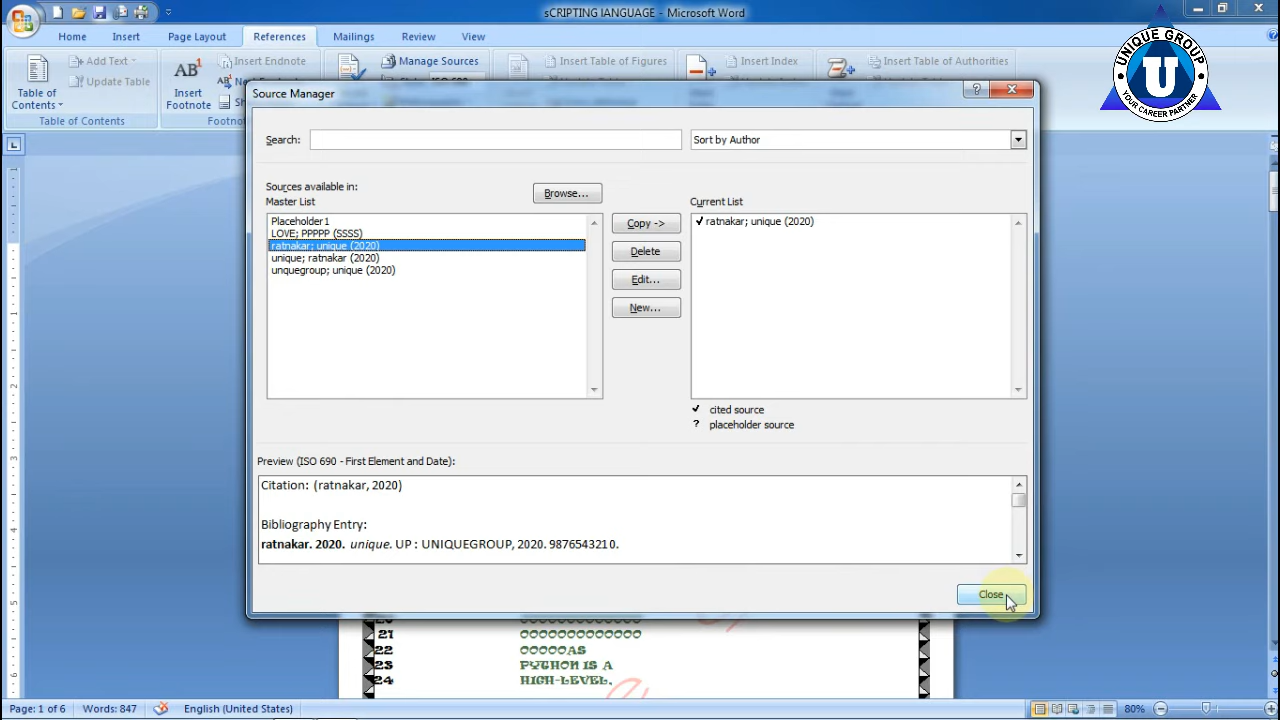 sCRIPTING lANGUAGE - Microsoft Word
Home Insert Page Layout References Mailings Review View
Table of Contents
Add Text
Update Table
Table of Contents
AB¹
Insert Footnote
Insert Endnote
Manage Sources
Insert Table of Figures
Insert Index
Insert Table of Authorities
UNIQUE GROUP
U
YOUR CAREER PARTNER
Source Manager
Search:
Sort by Author
Sources available in:
Master List
Browse...
Current List
Placeholder1
LOVE; PPPPP (SSSS)
ratnakar; unique (2020)
unique; ratnakar (2020)
unquegroup; unique (2020)
Copy ->
Delete
Edit...
New...
ratnakar; unique (2020)
cited source
? placeholder source
Preview (ISO 690 - First Element and Date):
Citation: (ratnakar, 2020)
Bibliography Entry:
ratnakar. 2020. unique. UP : UNIQUEGROUP, 2020. 9876543210.
Close
21 OOOOOOOOOOOOO
22 OOOOOAS
23 PYTHON IS A
24 HIGH-LEVEL,
Page: 1 of 6 Words: 847 English (United States) 80%